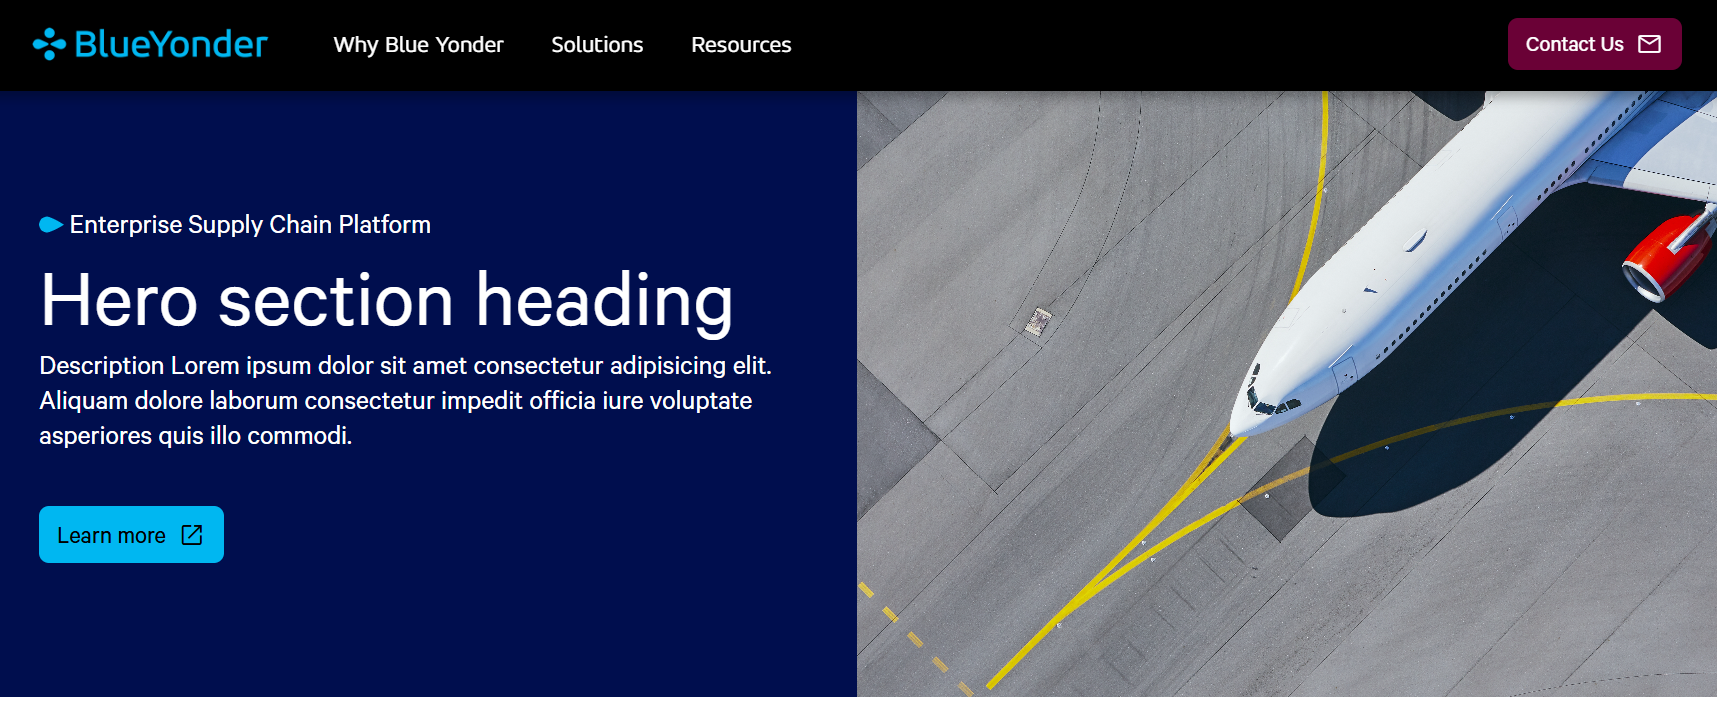 BlueYonder
Why Blue Yonder
Solutions
Resources
Contact Us
Enterprise Supply Chain Platform
Hero section heading
Description Lorem ipsum dolor sit amet consectetur adipisicing elit.
Aliquam dolore laborum consectetur impedit officia iure voluptate
asperiores quis illo commodi.
Learn more